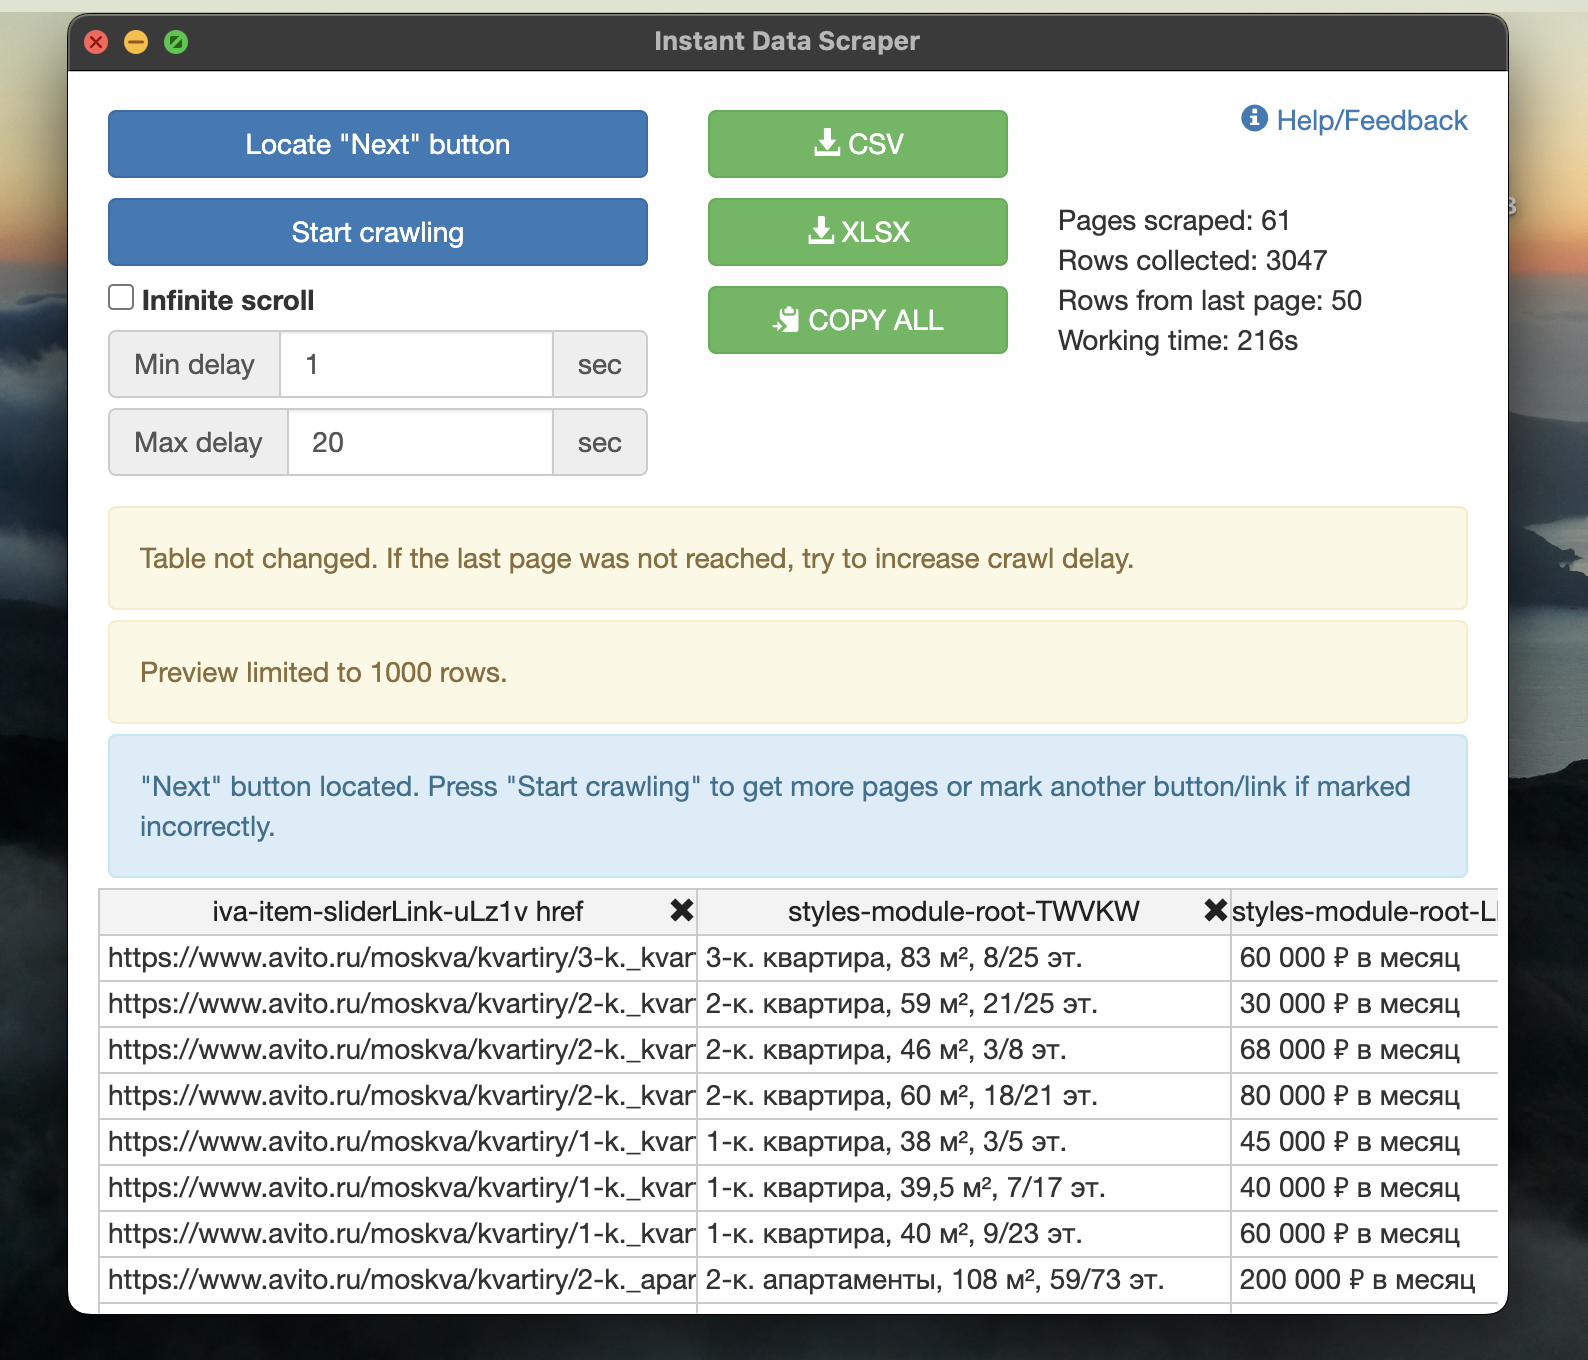 Instant Data Scraper
Locate "Next" button
Start crawling
Infinite scroll
Min delay 1 sec
Max delay 20 sec
CSV
XLSX
COPY ALL
Help/Feedback
Pages scraped: 61
Rows collected: 3047
Rows from last page: 50
Working time: 216s
Table not changed. If the last page was not reached, try to increase crawl delay.
Preview limited to 1000 rows.
"Next" button located. Press "Start crawling" to get more pages or mark another button/link if marked
incorrectly.
iva-item-sliderLink-uLz1v href styles-module-root-TWVKW styles-module-root-L
https://www.avito.ru/moskva/kvartiry/3-k._kvar 3-к. квартира, 83 м², 8/25 эт. 60 000 ₽ в месяц
https://www.avito.ru/moskva/kvartiry/2-k._kvar 2-к. квартира, 59 м², 21/25 эт. 30 000 ₽ в месяц
https://www.avito.ru/moskva/kvartiry/2-k._kvar 2-к. квартира, 46 м², 3/8 эт. 68 000 ₽ в месяц
https://www.avito.ru/moskva/kvartiry/2-k._kvar 2-к. квартира, 60 м², 18/21 эт. 80 000 ₽ в месяц
https://www.avito.ru/moskva/kvartiry/1-k._kvar 1-к. квартира, 38 м², 3/5 эт. 45 000 ₽ в месяц
https://www.avito.ru/moskva/kvartiry/1-k._kvar 1-к. квартира, 39,5 м², 7/17 эт. 40 000 ₽ в месяц
https://www.avito.ru/moskva/kvartiry/1-k._kvar 1-к. квартира, 40 м², 9/23 эт. 60 000 ₽ в месяц
https://www.avito.ru/moskva/kvartiry/2-k._apar 2-к. апартаменты, 108 м², 59/73 эт. 200 000 ₽ в месяц